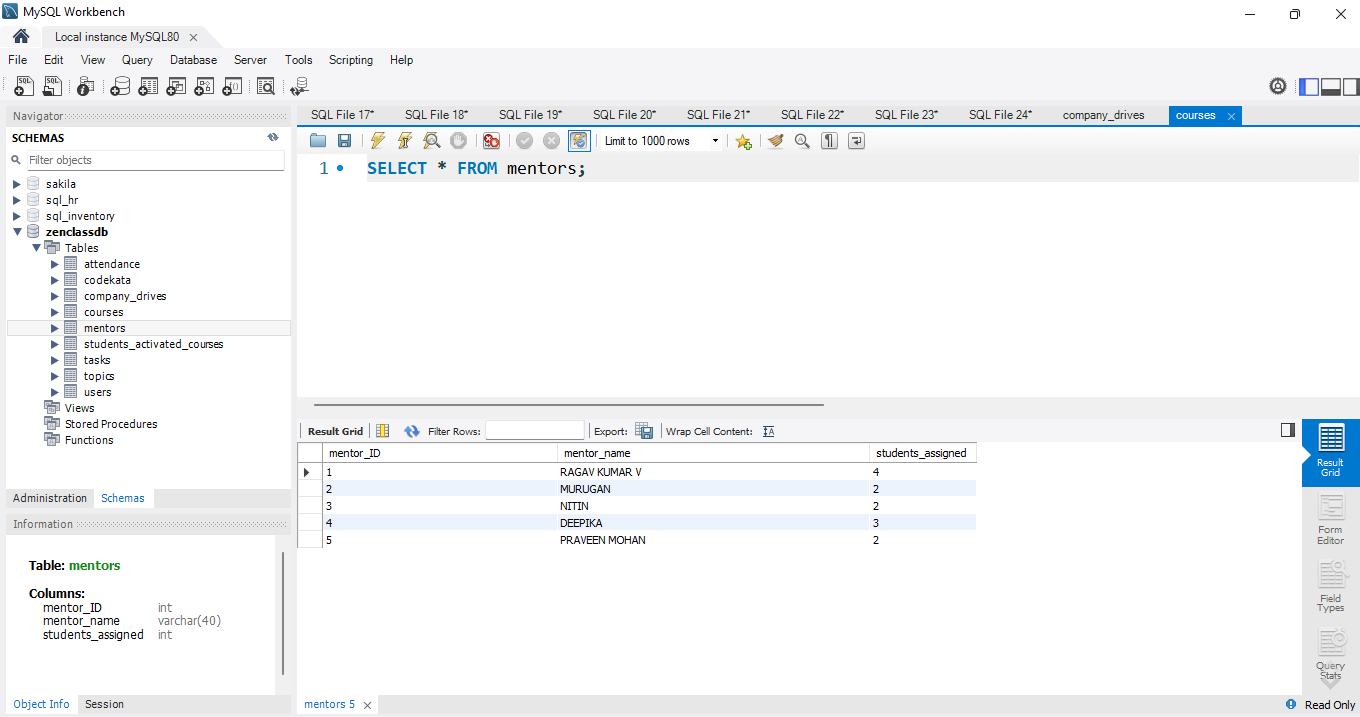 MySQL Workbench
Local instance MySQL80
File Edit View Query Database Server Tools Scripting Help
Navigator
SCHEMAS
Filter objects
sakila
sql_hr
sql_inventory
zenclassdb
Tables
attendance
codekata
company_drives
courses
mentors
students_activated_courses
tasks
topics
users
Views
Stored Procedures
Functions
Administration Schemas
Information
Table: mentors
Columns:
mentor_ID int
mentor_name varchar(40)
students_assigned int
Object Info Session
SQL File 17* SQL File 18* SQL File 19* SQL File 20* SQL File 21* SQL File 22* SQL File 23* SQL File 24* company_drives courses
Limit to 1000 rows
1 SELECT * FROM mentors;
Result Grid Filter Rows: Export: Wrap Cell Content:
mentor_ID mentor_name students_assigned
1 RAGAV KUMAR V 4
2 MURUGAN 2
3 NITIN 2
4 DEEPIKA 3
5 PRAVEEN MOHAN 2
Result
Grid
Form
Editor
Field
Types
Query
Stats
mentors 5
Read Only